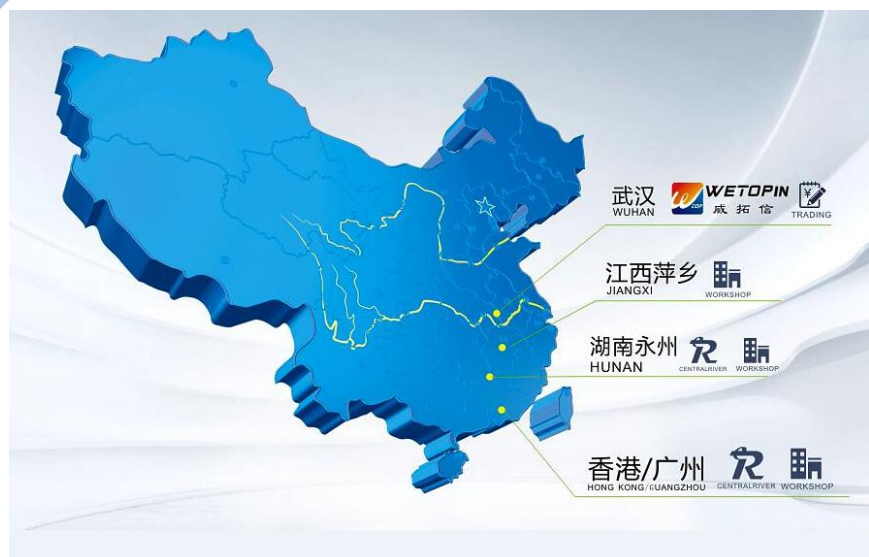 武汉
WUHAN
W
COP
WETOPIN
威拓信
TRADING
江西萍乡
JIANGXI
WORKSHOP
湖南永州
HUNAN
R
CENTRALRIVER
WORKSHOP
香港/广州
HONG KONG/GUANGZHOU
R
CENTRALRIVER
WORKSHOP